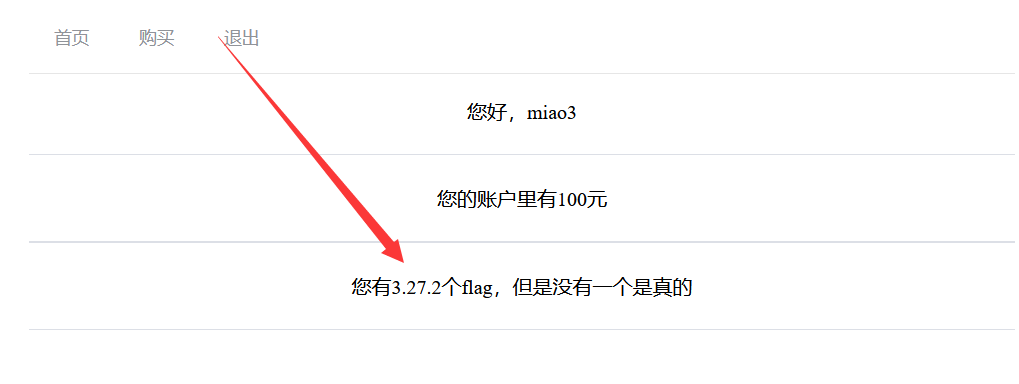 首页 购买 退出
您好，miao3
您的账户里有100元
您有3.27.2个flag，但是没有一个是真的